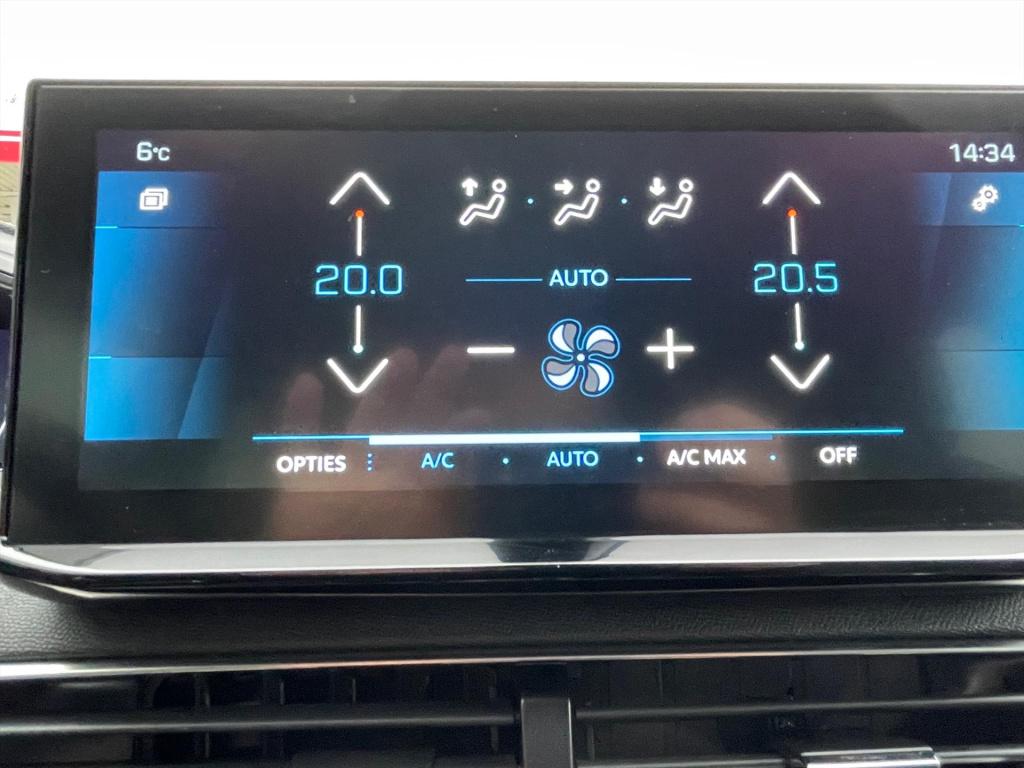 6°C 14:34
20.0 AUTO 20.5
OPTIES A/C AUTO A/C MAX OFF